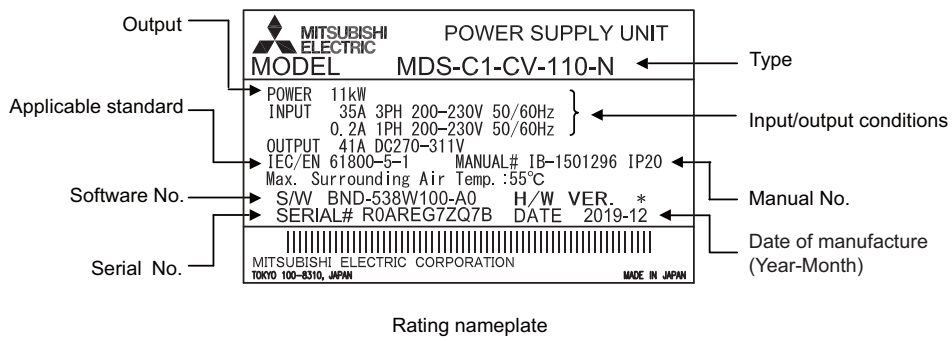 Output
Applicable standard
Software No.
Serial No.
MITSUBISHI
ELECTRIC
POWER SUPPLY UNIT
MODEL MDS-C1-CV-110-N
POWER 11kW
INPUT 35A 3PH 200-230V 50/60Hz
0.2A 1PH 200-230V 50/60Hz
OUTPUT 41A DC270-311V
IEC/EN 61800-5-1 MANUAL# IB-1501296 IP20
Max. Surrounding Air Temp.:55℃
S/W BND-538W100-A0 H/W VER. *
SERIAL# R0AREG7ZQ7B DATE 2019-12
MITSUBISHI ELECTRIC CORPORATION
TOKYO 100-8310, JAPAN MADE IN JAPAN
Type
Input/output conditions
Manual No.
Date of manufacture
(Year-Month)
Rating nameplate